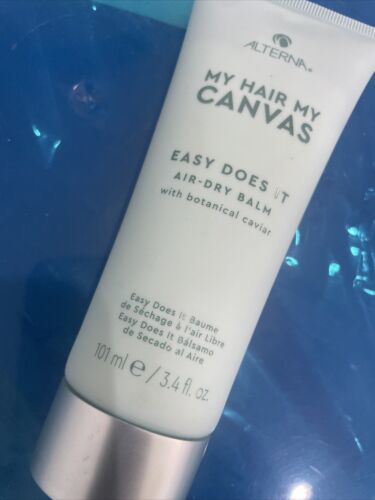 ALTERNA®
MY HAIR MY
CANVAS
EASY DOES IT
AIR-DRY BALM
with botanical caviar
Easy Does It Baume
de Séchage à l'air Libre
Easy Does It Bálsamo
de Secado al Aire
101 ml e / 3.4 fl. oz.